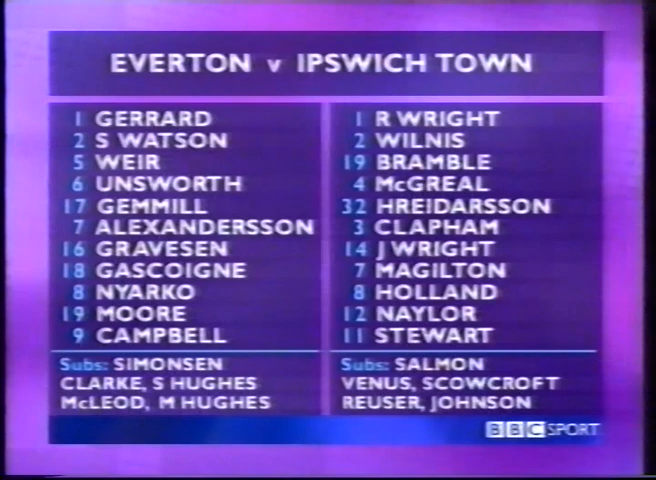 EVERTON v IPSWICH TOWN
1 GERRARD
2 S WATSON
5 WEIR
6 UNSWORTH
17 GEMMILL
7 ALEXANDERSSON
16 GRAVESEN
18 GASCOIGNE
8 NYARKO
19 MOORE
9 CAMPBELL
Subs: SIMONSEN
CLARKE, S HUGHES
McLEOD, M HUGHES
1 R WRIGHT
2 WILNIS
19 BRAMBLE
4 McGREAL
32 HREIDARSSON
3 CLAPHAM
14 J WRIGHT
7 MAGILTON
8 HOLLAND
12 NAYLOR
11 STEWART
Subs: SALMON
VENUS, SCOWCROFT
REUSER, JOHNSON
BBC SPORT